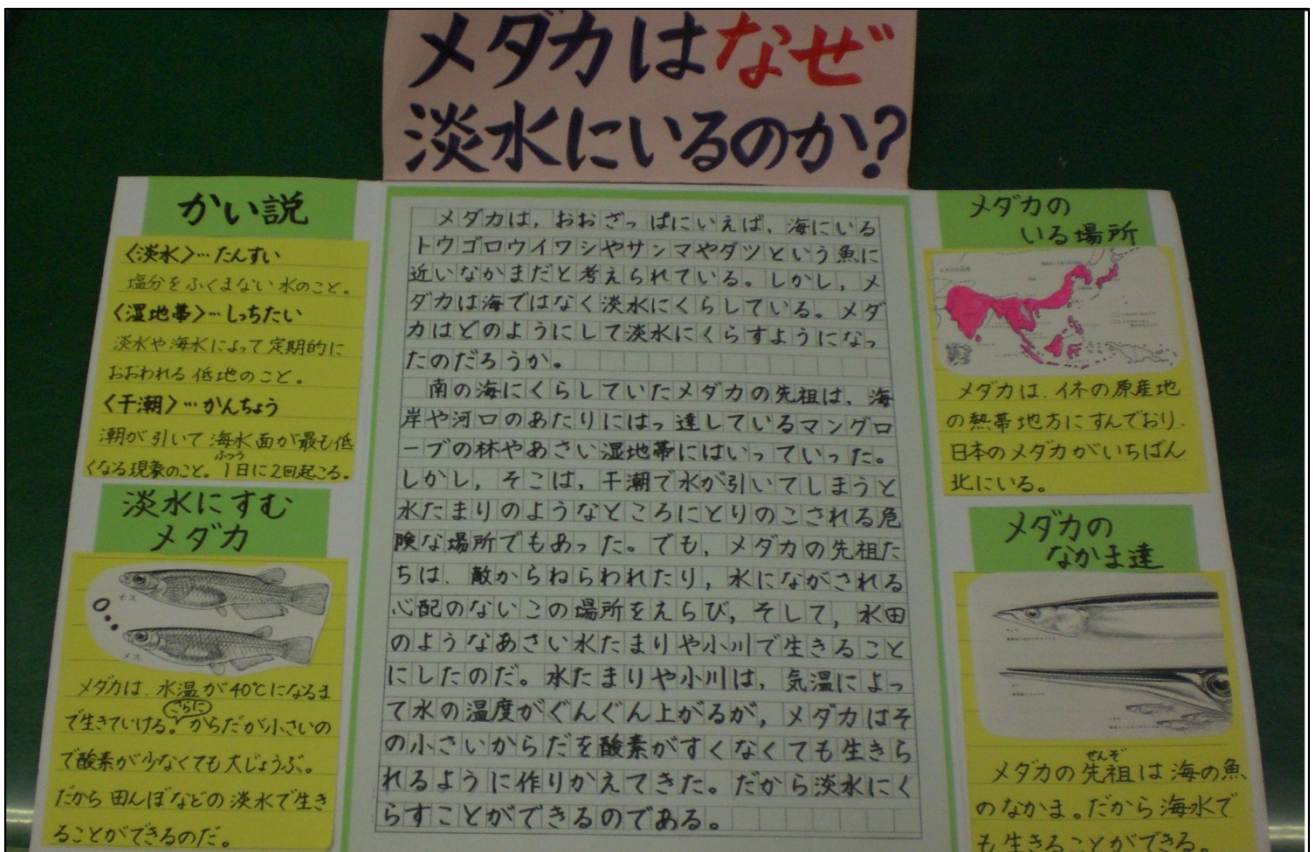 メダカはなぜ
淡水にいるのか?
かい説
〈淡水〉…たんすい
塩分をふくまない水のこと。
〈湿地帯〉…しっちたい
淡水や海水によって定期的に
おおわれる低地のこと。
〈干潮〉…かんちょう
潮が引いて海水面が最も低
くなる現象のこと。ふつう1日に2回起こる。
淡水にすむ
メダカ
オス
メス
メダカは、水温が40℃になるま
で生きていける。さらにからだが小さいの
で酸素が少なくても大じょうぶ。
だから田んぼなどの淡水で生き
ることができるのだ。
メダカは,おおざっぱにいえば,海にいる
トウゴロウイワシやサンマやダツという魚に
近いなかまだと考えられている。しかし,メ
ダカは海ではなく淡水にくらしている。メダ
カはどのようにして淡水にくらすようになっ
たのだろうか。
南の海にくらしていたメダカの先祖は,海
岸や河口のあたりにはっ達しているマングロ
ーブの林やあさい湿地帯にはいっていった。
しかし,そこは,干潮で水が引いてしまうと
水たまりのようなところにとりのこされる危
険な場所でもあった。でも,メダカの先祖た
ちは、敵からねらわれたり,水にながされる
心配のないこの場所をえらび,そして,水田
のようなあさい水たまりや小川で生きること
にしたのだ。水たまりや小川は,気温によっ
て水の温度がぐんぐん上がるが,メダカはそ
の小さいからだを酸素がすくなくても生きら
れるように作りかえてきた。だから淡水にく
らすことができるのである。
メダカの
いる場所
メダカは、イネの原産地
の熱帯地方にすんでおり、
日本のメダカがいちばん
北にいる。
メダカの
なかま達
メダカの先祖は海の魚
せんぞ
のなかま。だから海水で
も生きることができる。